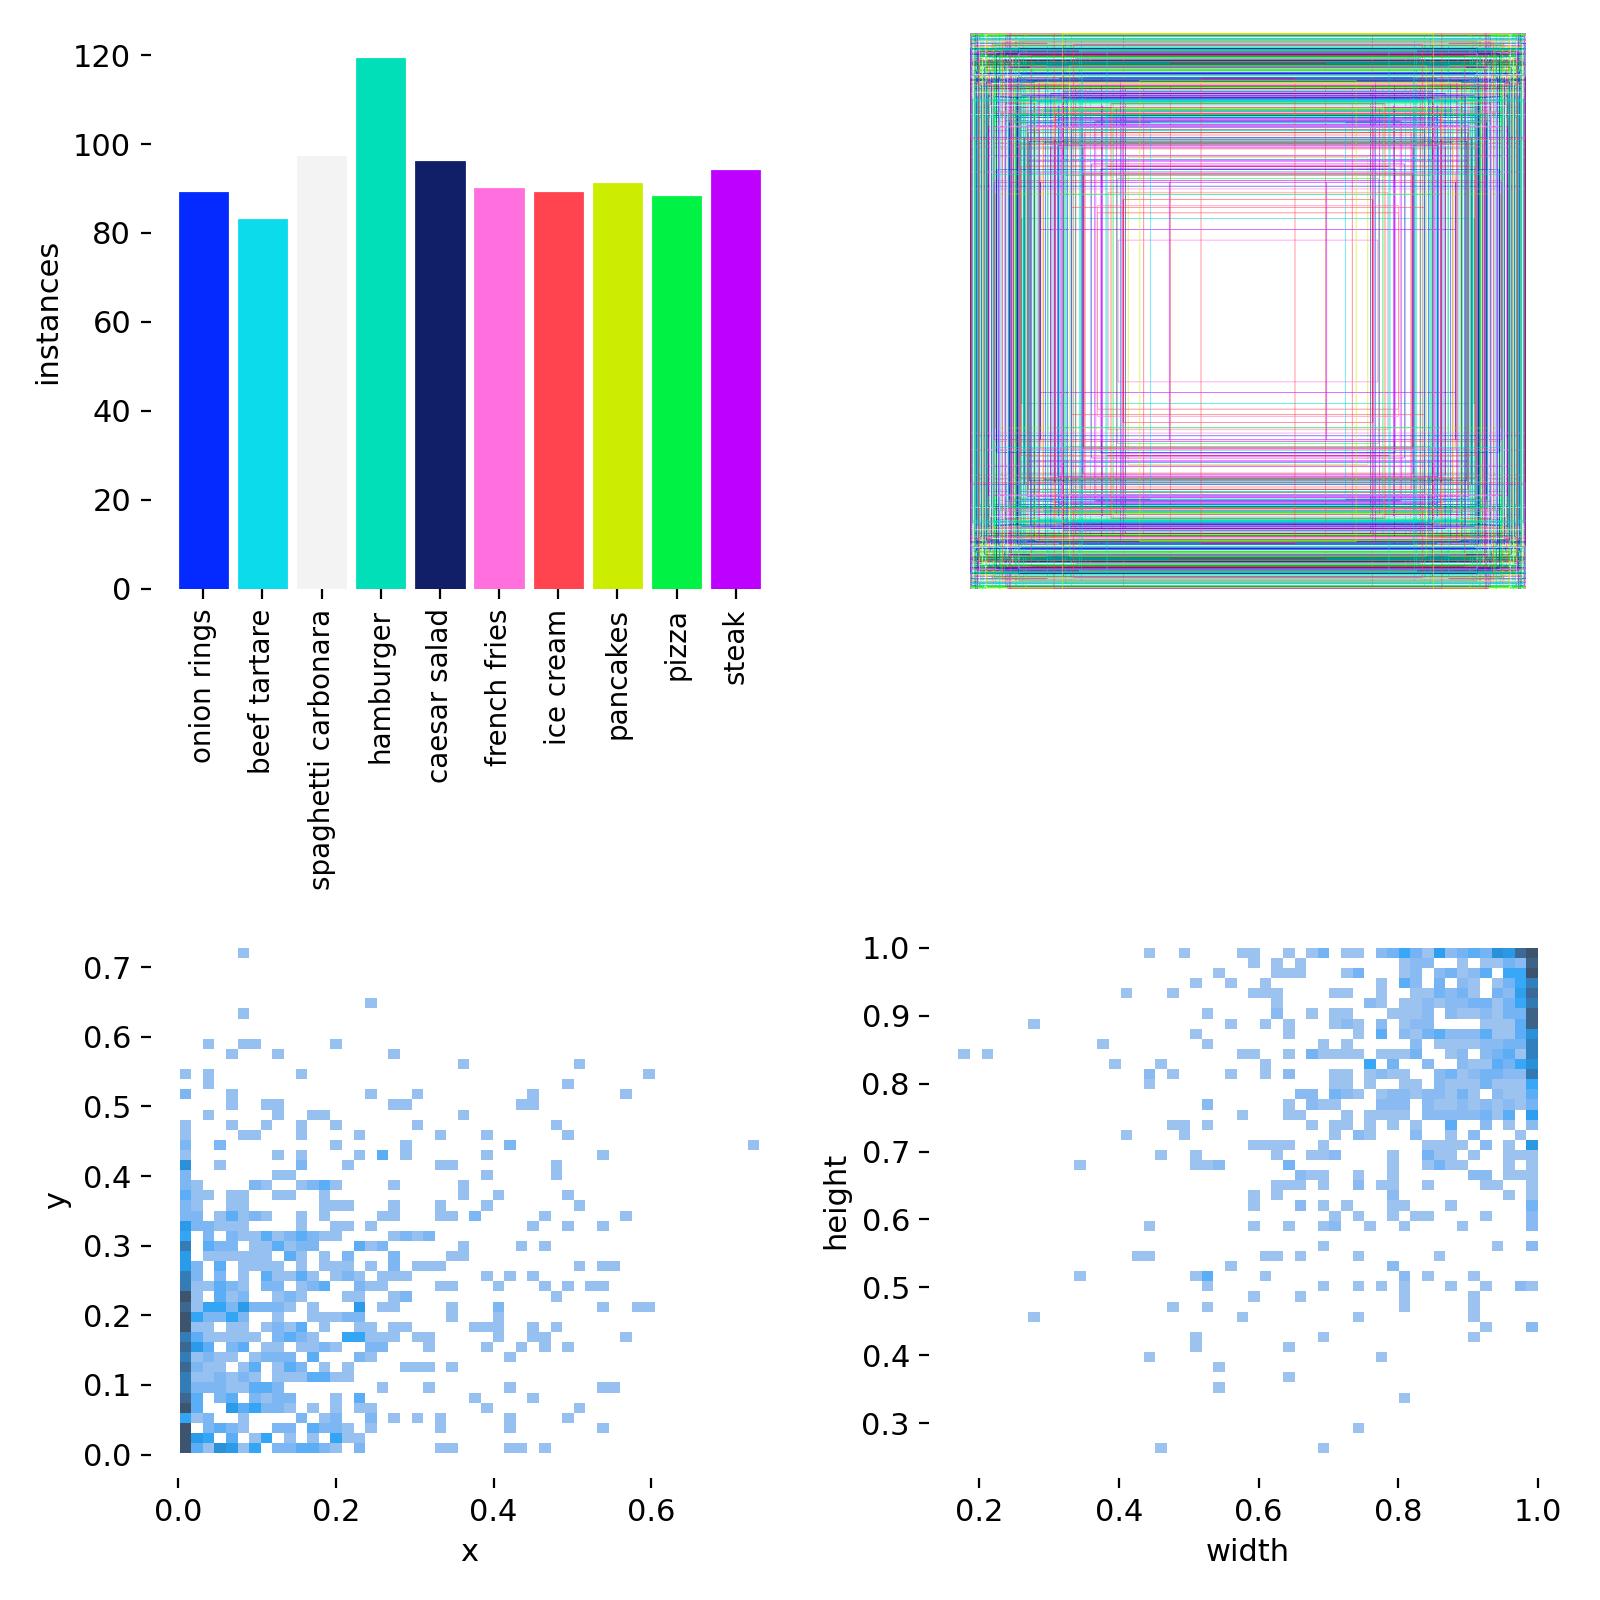 120
100
80
60
40
20
0
instances
onion rings
beef tartare
spaghetti carbonara
hamburger
caesar salad
french fries
ice cream
pancakes
pizza
steak
0.7
0.6
0.5
0.4
0.3
0.2
0.1
0.0
y
0.0 0.2 0.4 0.6
x
1.0
0.9
0.8
0.7
0.6
0.5
0.4
0.3
height
0.2 0.4 0.6 0.8 1.0
width